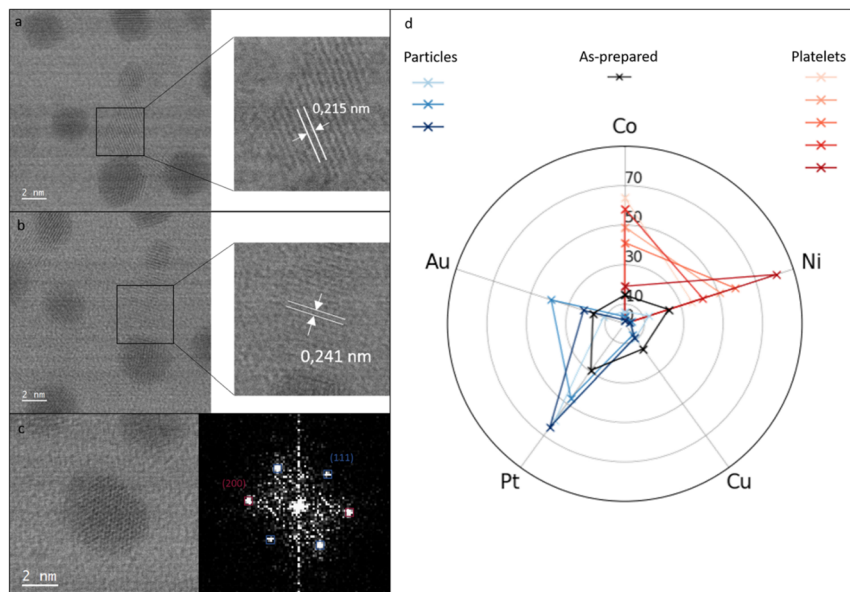 a
0,215 nm
2 nm
b
0,241 nm
2 nm
c
(200)
(111)
2 nm
d
Particles
As-prepared
Platelets
Co
70
50
30
10
0
Ni
Au
Pt
Cu